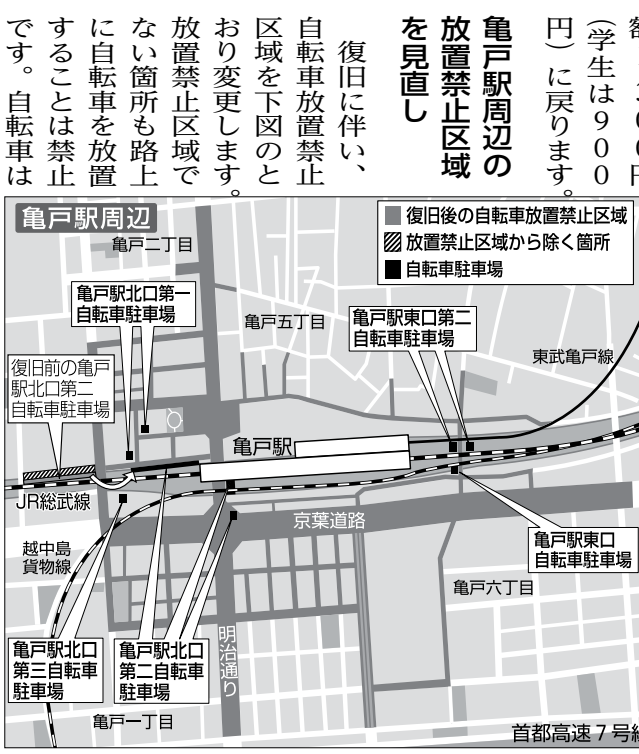 (学生は900
円)に戻ります。
亀戸駅周辺の
放置禁止区域
を見直し
復旧に伴い、
自転車放置禁止
区域を下図のと
おり変更します。
放置禁止区域で
ない箇所も路上
に自転車を放置
することは禁止
です。自転車は
亀戸駅周辺
復旧後の自転車放置禁止区域
放置禁止区域から除く箇所
自転車駐車場
亀戸二丁目
亀戸駅北口第一
自転車駐車場
亀戸五丁目
亀戸駅東口第二
自転車駐車場
東武亀戸線
復旧前の亀戸
駅北口第二
自転車駐車場
亀戸駅
JR総武線
京葉道路
越中島
貨物線
亀戸駅東口
自転車駐車場
亀戸六丁目
亀戸駅北口
第三自転車
駐車場
亀戸駅北口
第二自転車
駐車場
明治通り
亀戸一丁目
首都高速7号線